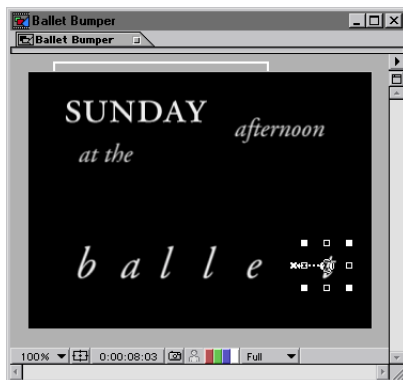 Ballet Bumper
Ballet Bumper
SUNDAY
afternoon
at the
b a l l e
100% 0:00:08:03 Full